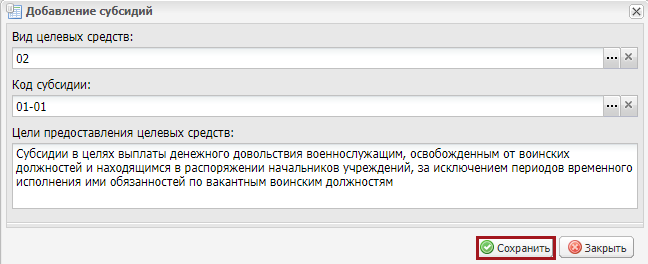 Добавление субсидий
Вид целевых средств:
02
Код субсидии:
01-01
Цели предоставления целевых средств:
Субсидии в целях выплаты денежного довольствия военнослужащим, освобожденным от воинских
должностей и находящимся в распоряжении начальников учреждений, за исключением периодов временного
исполнения ими обязанностей по вакантным воинским должностям
Сохранить Закрыть